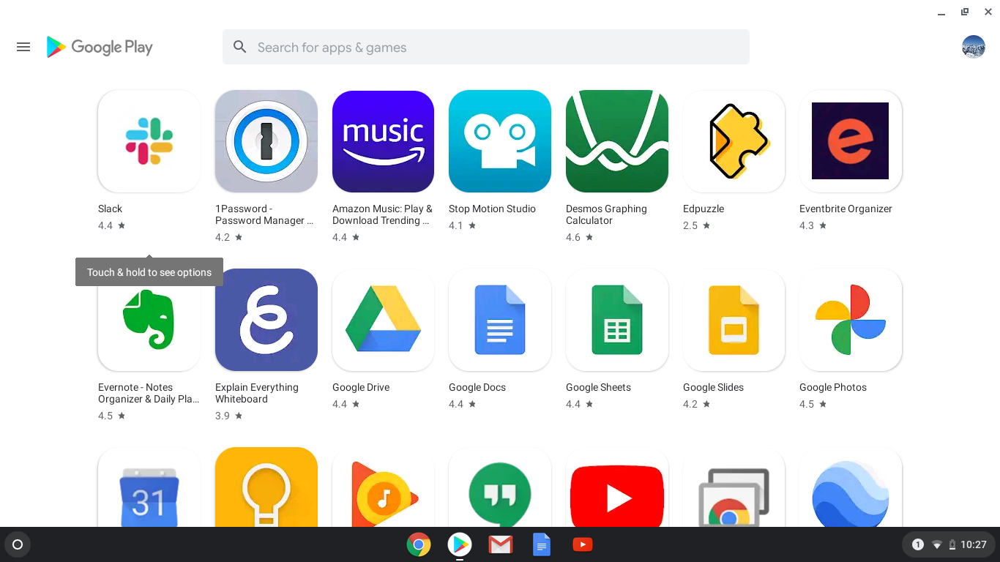 Google Play
Search for apps & games
music
Slack
4.4
1Password -
Password Manager ...
4.2
Amazon Music: Play &
Download Trending ...
4.4
Stop Motion Studio
4.1
Desmos Graphing
Calculator
4.6
Edpuzzle
2.5
Eventbrite Organizer
4.3
Touch & hold to see options
Evernote - Notes
Organizer & Daily Pla...
4.5
Explain Everything
Whiteboard
3.9
Google Drive
4.4
Google Docs
4.4
Google Sheets
4.4
Google Slides
4.2
Google Photos
4.5
31
1
10:27